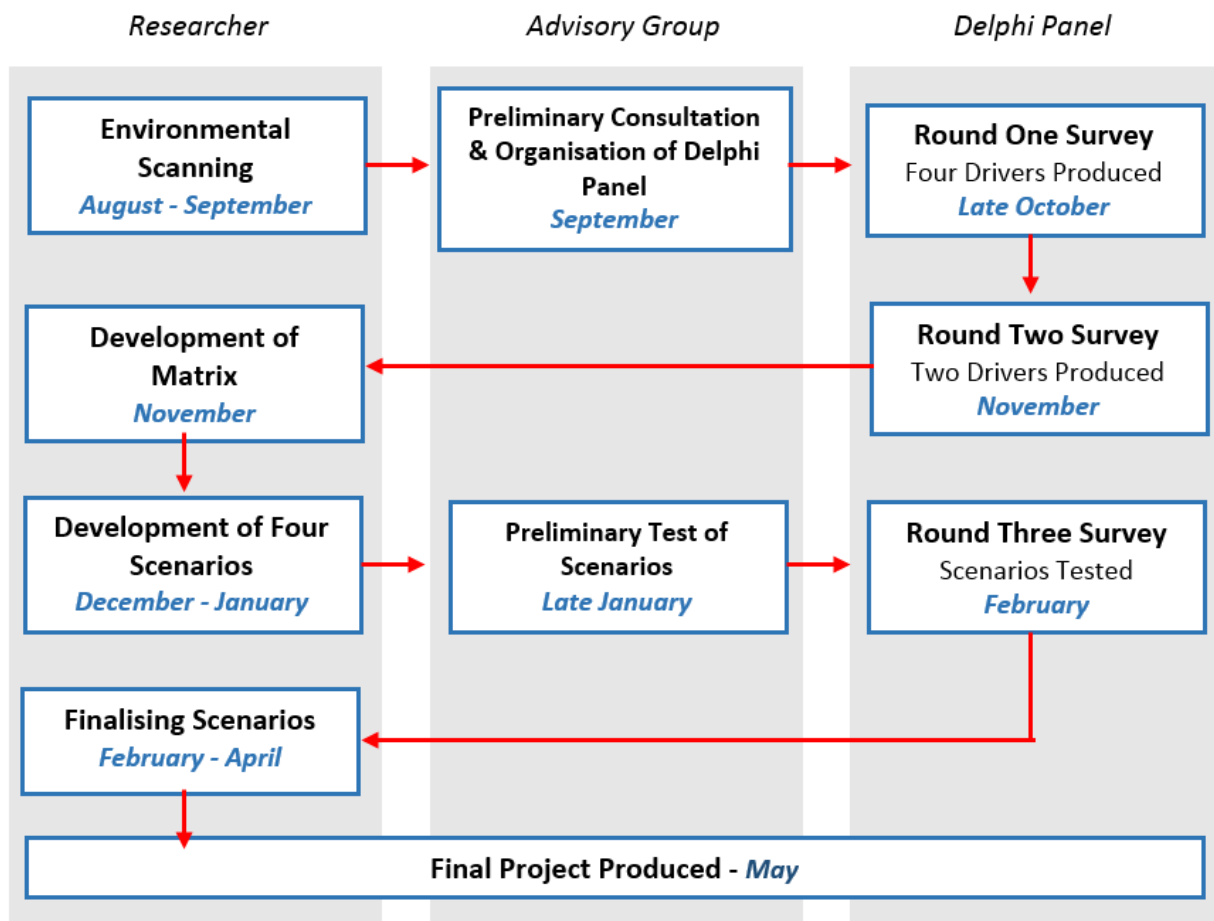 Researcher
Advisory Group
Delphi Panel
Environmental
Scanning
August - September
Preliminary Consultation
& Organisation of Delphi
Panel
September
Round One Survey
Four Drivers Produced
Late October
Development of
Matrix
November
Round Two Survey
Two Drivers Produced
November
Development of Four
Scenarios
December - January
Preliminary Test of
Scenarios
Late January
Round Three Survey
Scenarios Tested
February
Finalising Scenarios
February - April
Final Project Produced - May